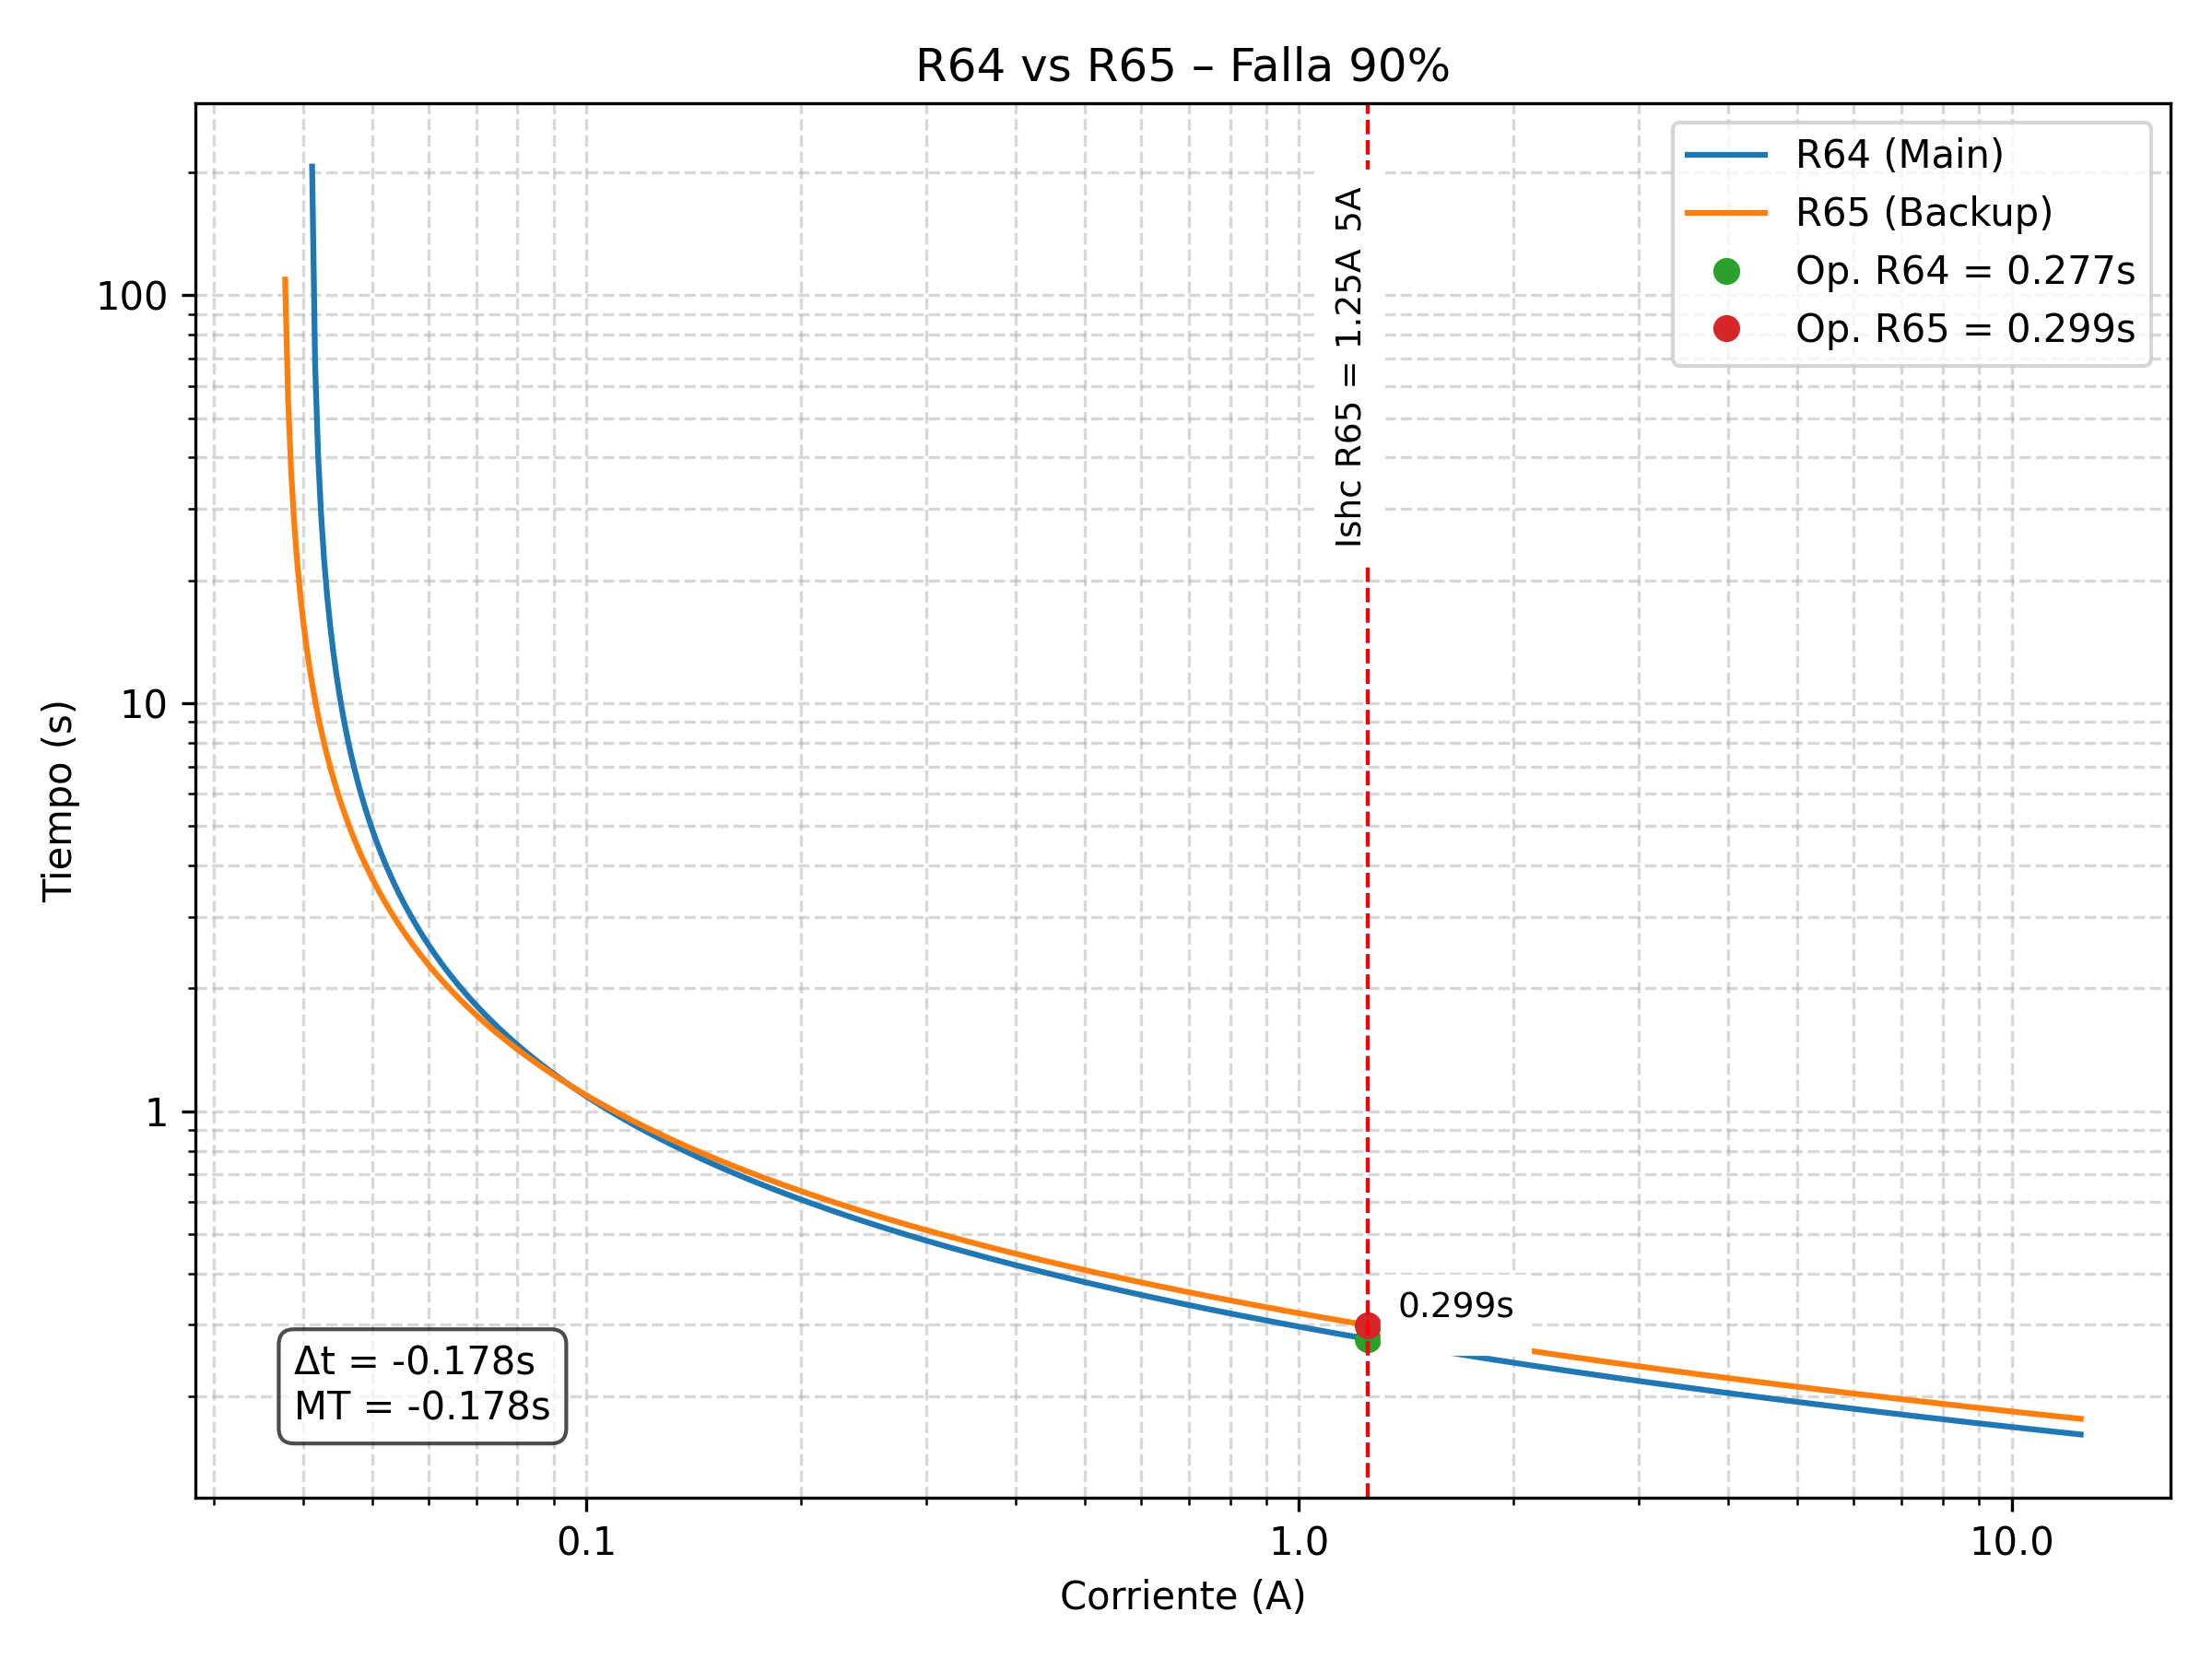 R64 vs R65 – Falla 90%
R64 (Main)
R65 (Backup)
Op. R64 = 0.277s
Op. R65 = 0.299s
Ishc R65 = 1.25A 5A
100
10
1
Tiempo (s)
0.299s
Δt = -0.178s
MT = -0.178s
0.1
1.0
10.0
Corriente (A)